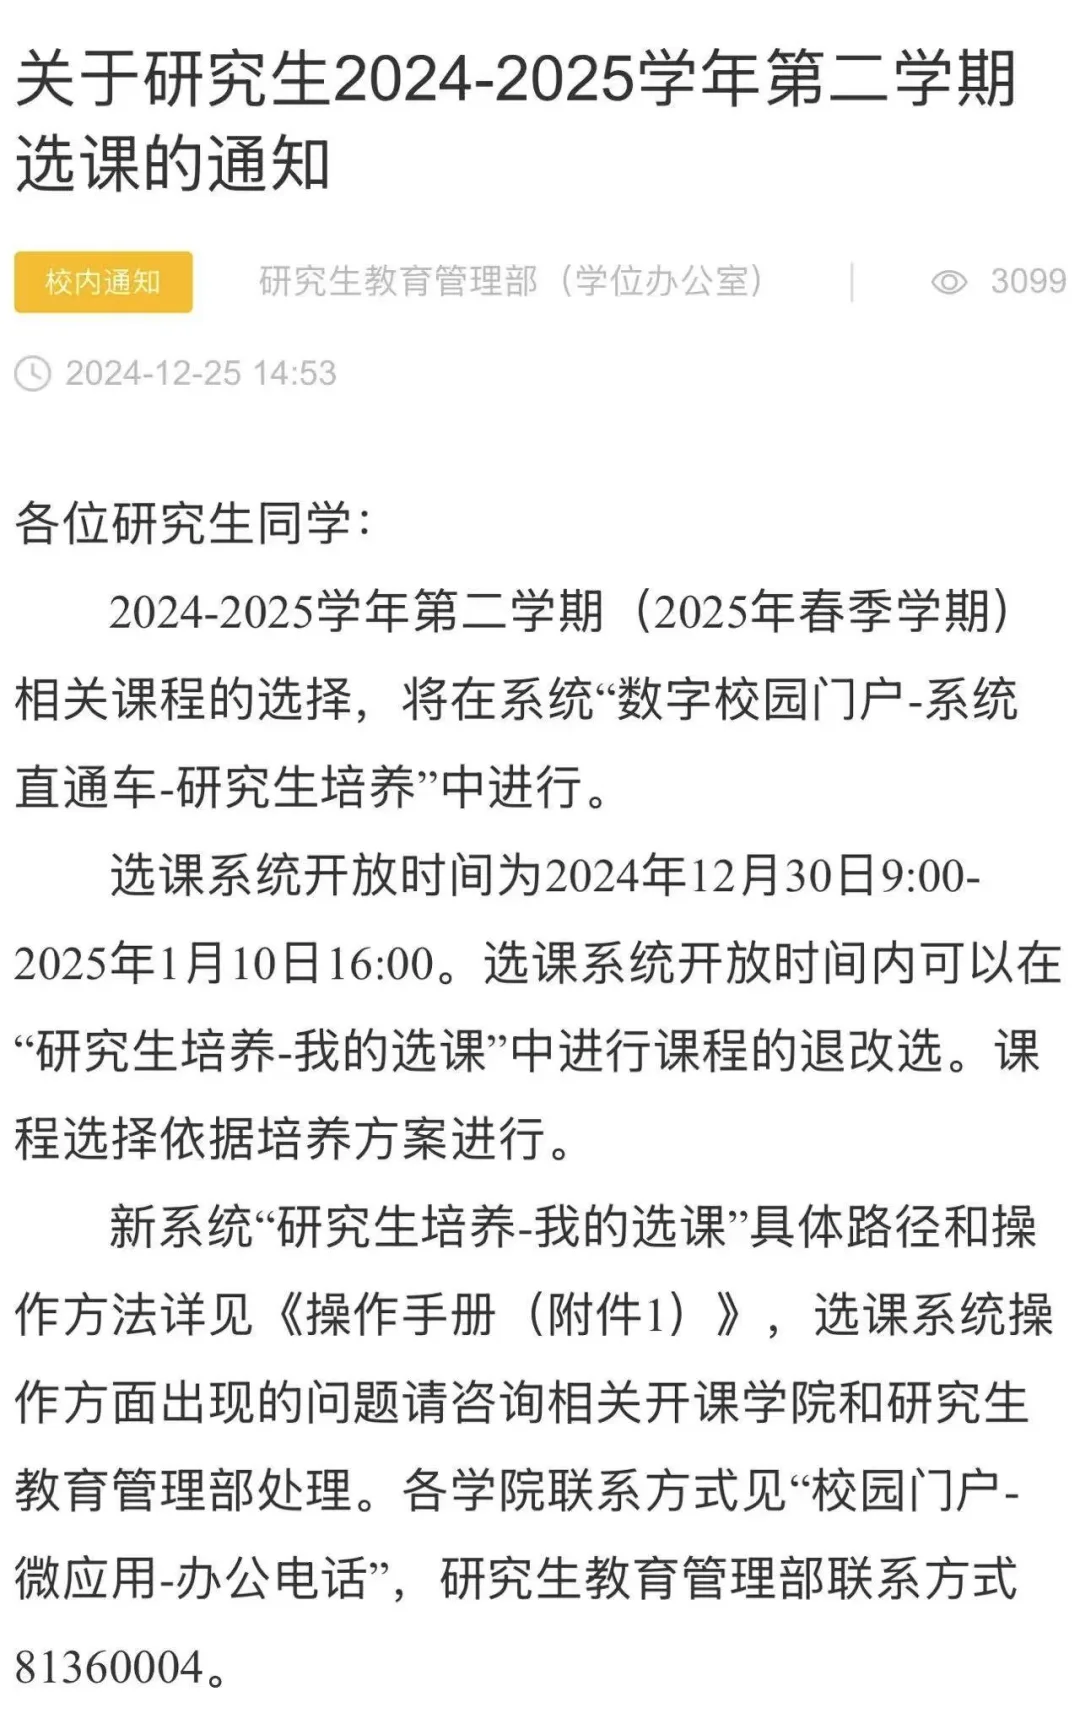 关于研究生2024-2025学年第二学期
选课的通知
校内通知 研究生教育管理部（学位办公室） 3099
2024-12-25 14:53
各位研究生同学：
2024-2025学年第二学期（2025年春季学期）
相关课程的选择，将在系统“数字校园门户-系统
直通车-研究生培养”中进行。
选课系统开放时间为2024年12月30日9:00-
2025年1月10日16:00。选课系统开放时间内可以在
“研究生培养-我的选课”中进行课程的退改选。课
程选择依据培养方案进行。
新系统“研究生培养-我的选课”具体路径和操
作方法详见《操作手册（附件1）》，选课系统操
作方面出现的问题请咨询相关开课学院和研究生
教育管理部处理。各学院联系方式见“校园门户-
微应用-办公电话”，研究生教育管理部联系方式
81360004。